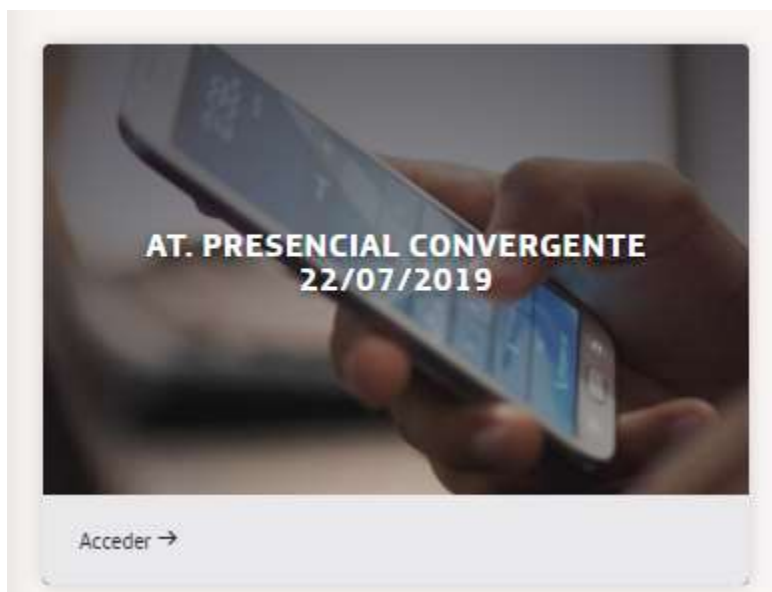 AT. PRESENCIAL CONVERGENTE
22/07/2019
Acceder →